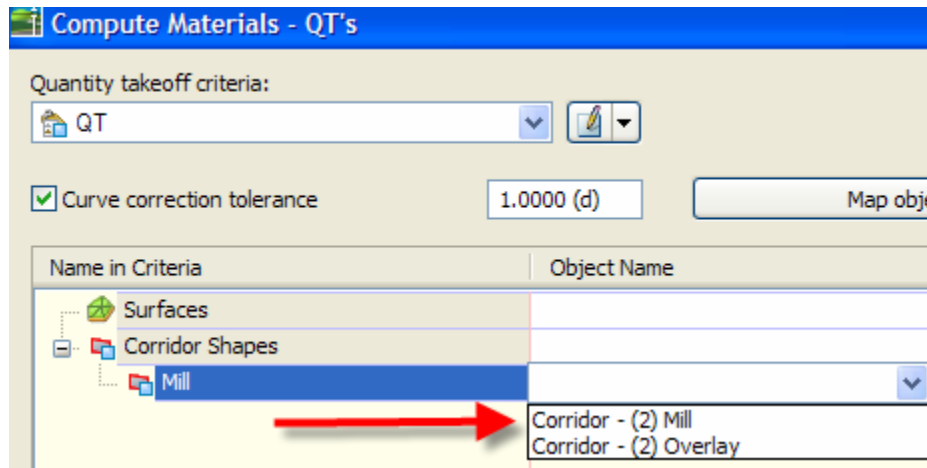 Compute Materials - QT's
Quantity takeoff criteria:
QT
Curve correction tolerance
1.0000 (d)
Map obje
Name in Criteria
Object Name
Surfaces
Corridor Shapes
Mill
Corridor - (2) Mill
Corridor - (2) Overlay